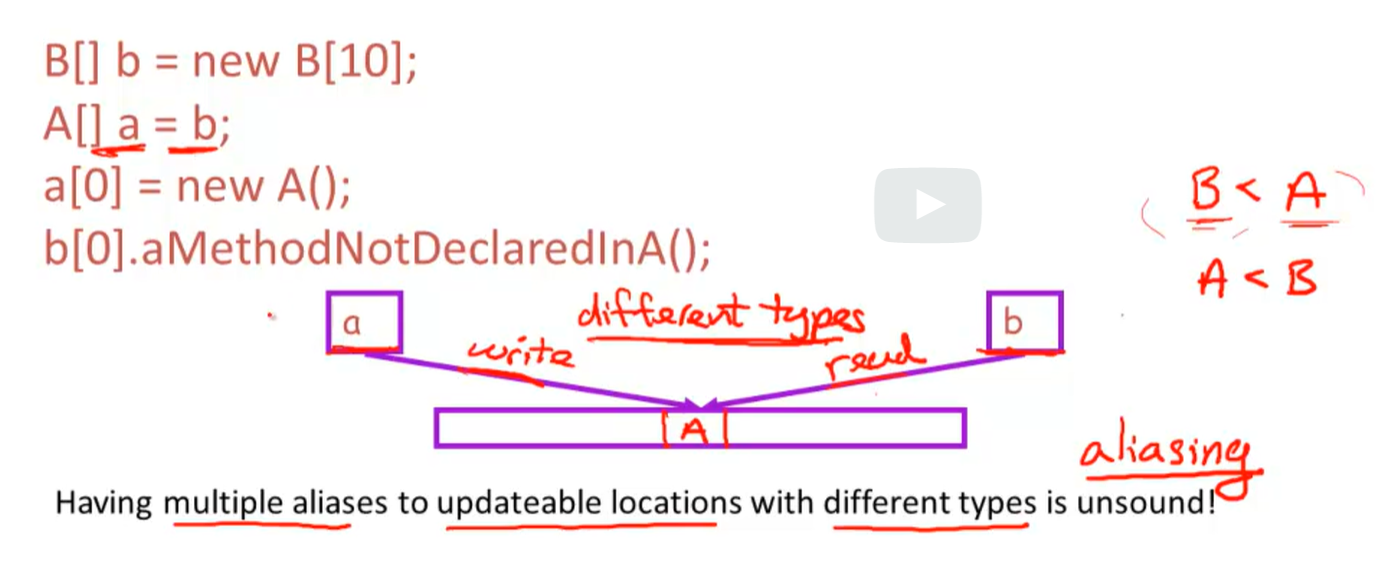 B[] b = new B[10];
A[] a = b;
a[0] = new A();
b[0].aMethodNotDeclaredInA();
B < A
A < B
a
different types
b
write
read
A
aliasing
Having multiple aliases to updateable locations with different types is unsound!